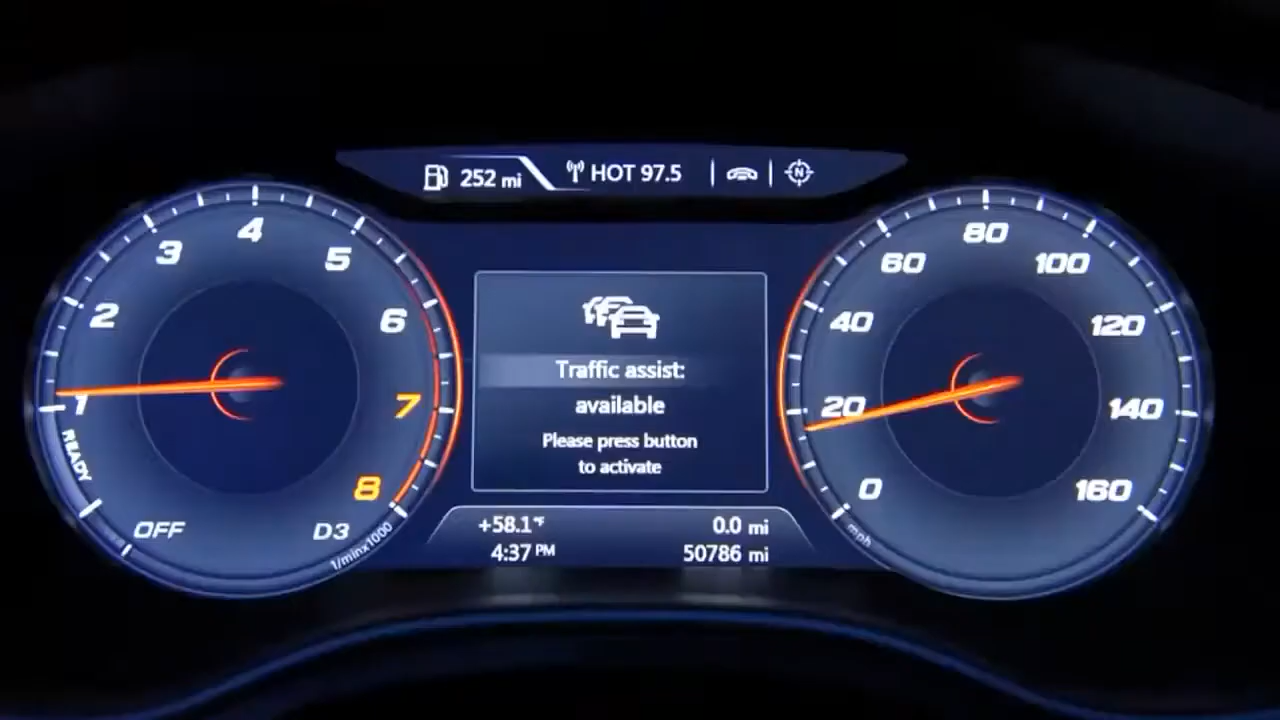 252 mi
HOT 97.5
N
1
2
3
4
5
6
7
8
READY
OFF
D3
1/minx1000
Traffic assist:
available
Please press button
to activate
+58.1°F
0.0 mi
4:37 PM
50786 mi
0
20
40
60
80
100
120
140
160
mph